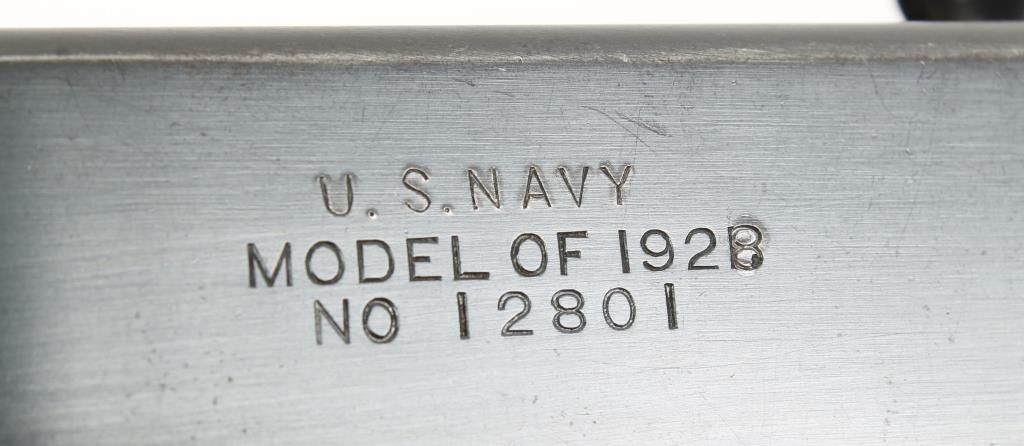 U.S.NAVY
MODEL OF 1928
NO 12801